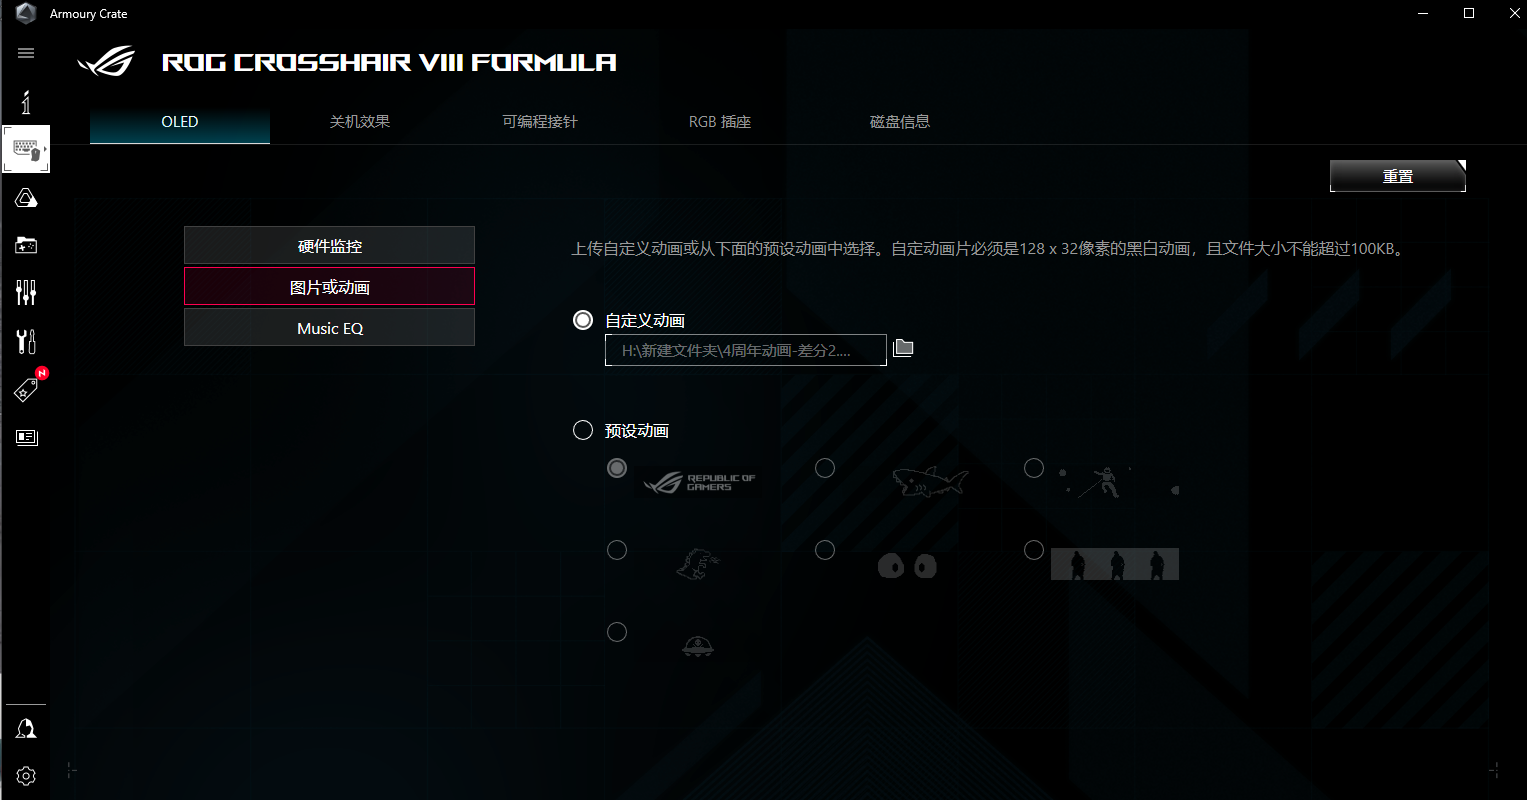 Armoury Crate
ROG CROSSHAIR VIII FORMULA
OLED 关机效果 可编程接针 RGB 插座 磁盘信息
重置
硬件监控
图片或动画
Music EQ
上传自定义动画或从下面的预设动画中选择。自定动画片必须是128 x 32像素的黑白动画，且文件大小不能超过100KB。
自定义动画
H:\新建文件夹\4周年动画-差分2....
预设动画
REPUBLIC OF
GAMERS
N